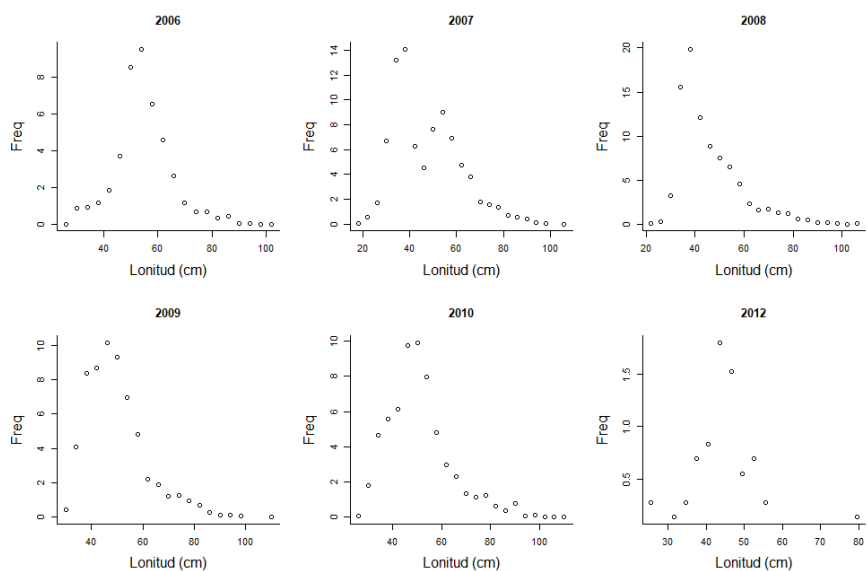 2006
2007
2008
Freq
0 2 4 6 8
40 60 80 100
Lonitud (cm)
Freq
0 2 4 6 8 10 12 14
20 40 60 80 100
Lonitud (cm)
Freq
0 5 10 15 20
20 40 60 80 100
Lonitud (cm)
2009
2010
2012
Freq
0 2 4 6 8 10
40 60 80 100
Lonitud (cm)
Freq
0 2 4 6 8 10
40 60 80 100
Lonitud (cm)
Freq
0.5 1.0 1.5
30 40 50 60 70 80
Lonitud (cm)